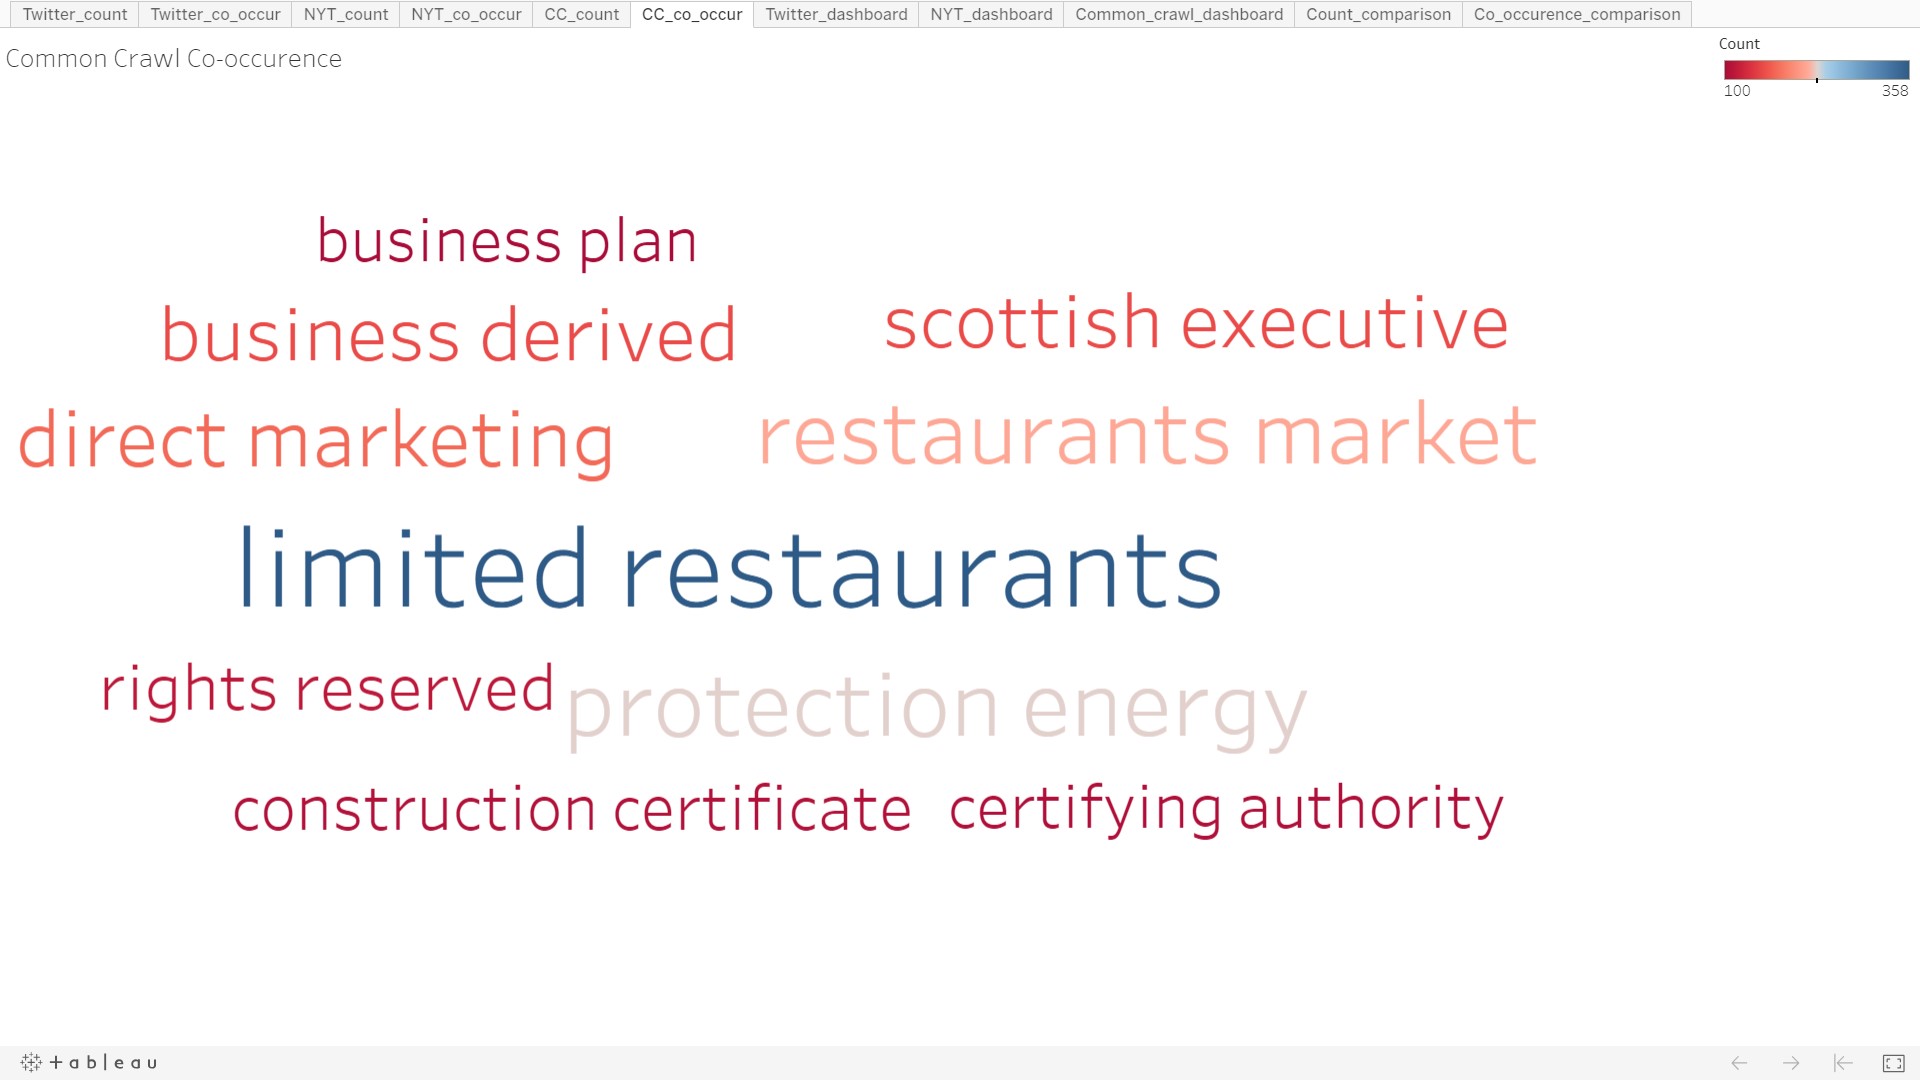 Twitter_count Twitter_co_occur NYT_count NYT_co_occur CC_count CC_co_occur Twitter_dashboard NYT_dashboard Common_crawl_dashboard Count_comparison Co_occurence_comparison
Common Crawl Co-occurence
Count
100 358
business plan
business derived
scottish executive
direct marketing
restaurants market
limited restaurants
rights reserved
protection energy
construction certificate
certifying authority
+ableau